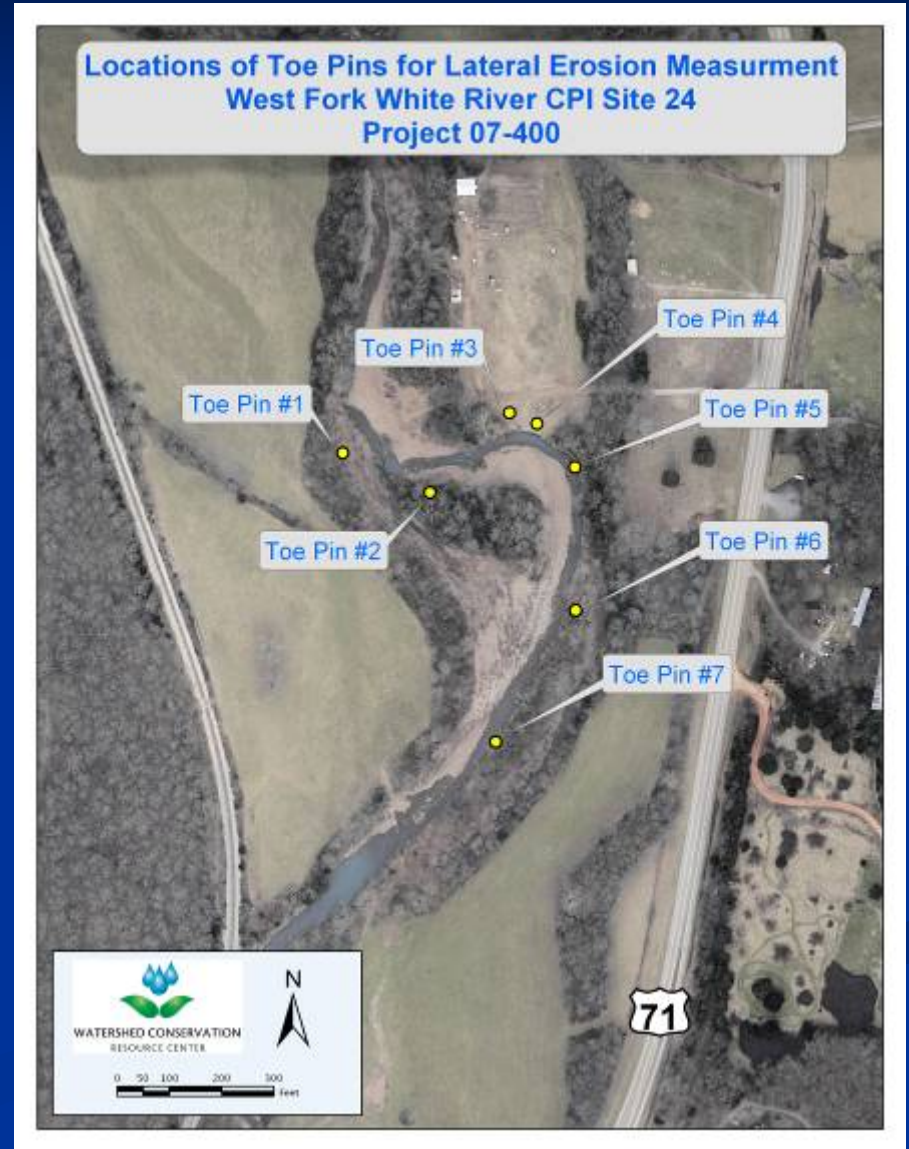 Locations of Toe Pins for Lateral Erosion Measurment
West Fork White River CPI Site 24
Project 07-400
Toe Pin #4
Toe Pin #3
Toe Pin #1
Toe Pin #5
Toe Pin #2
Toe Pin #6
Toe Pin #7
71
N
WATERSHED CONSERVATION
RESOURCE CENTER
0 50 100 200 300
Feet